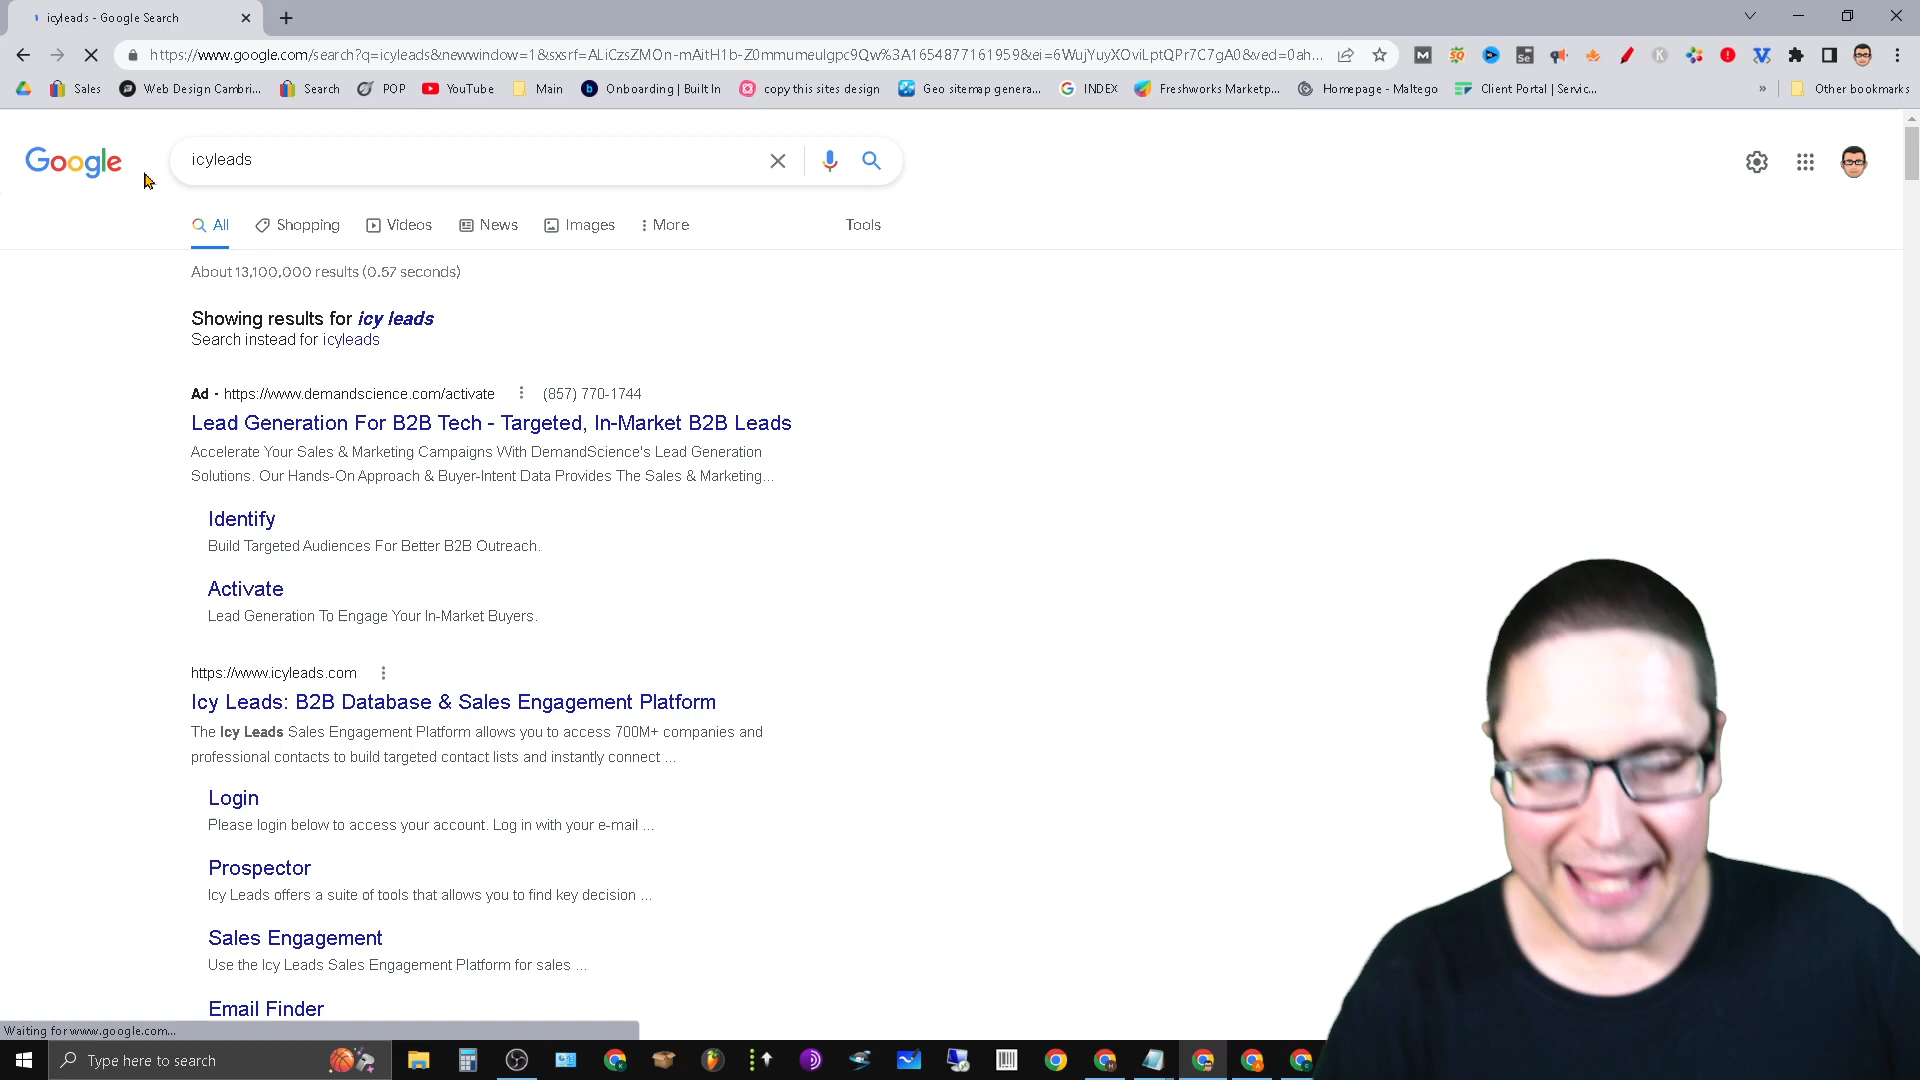 icyleads - Google Search
https://www.google.com/search?q=icyleads&newwindow=1&sxsrf=ALiCzsZMOn-mAitH1b-Z0mmumeulgpc9Qw%3A1654877161959&ei=6WujYuyXOviLptQPr7C7gA0&ved=0ah...
Sales
Web Design Cambri...
Search
POP
YouTube
Main
Onboarding | Built In
copy this sites design
Geo sitemap genera...
INDEX
Freshworks Marketp...
Homepage - Maltego
Client Portal | Servic...
»
Other bookmarks
Google
icyleads
All
Shopping
Videos
News
Images
More
Tools
About 13,100,000 results (0.57 seconds)
Showing results for icy leads
Search instead for icyleads
Ad · https://www.demandscience.com/activate (857) 770-1744
Lead Generation For B2B Tech - Targeted, In-Market B2B Leads
Accelerate Your Sales & Marketing Campaigns With DemandScience's Lead Generation
Solutions. Our Hands-On Approach & Buyer-Intent Data Provides The Sales & Marketing...
Identify
Build Targeted Audiences For Better B2B Outreach.
Activate
Lead Generation To Engage Your In-Market Buyers.
https://www.icyleads.com
Icy Leads: B2B Database & Sales Engagement Platform
The Icy Leads Sales Engagement Platform allows you to access 700M+ companies and
professional contacts to build targeted contact lists and instantly connect ...
Login
Please login below to access your account. Log in with your e-mail ...
Prospector
Icy Leads offers a suite of tools that allows you to find key decision ...
Sales Engagement
Use the Icy Leads Sales Engagement Platform for sales ...
Email Finder
Waiting for www.google.com...
Type here to search